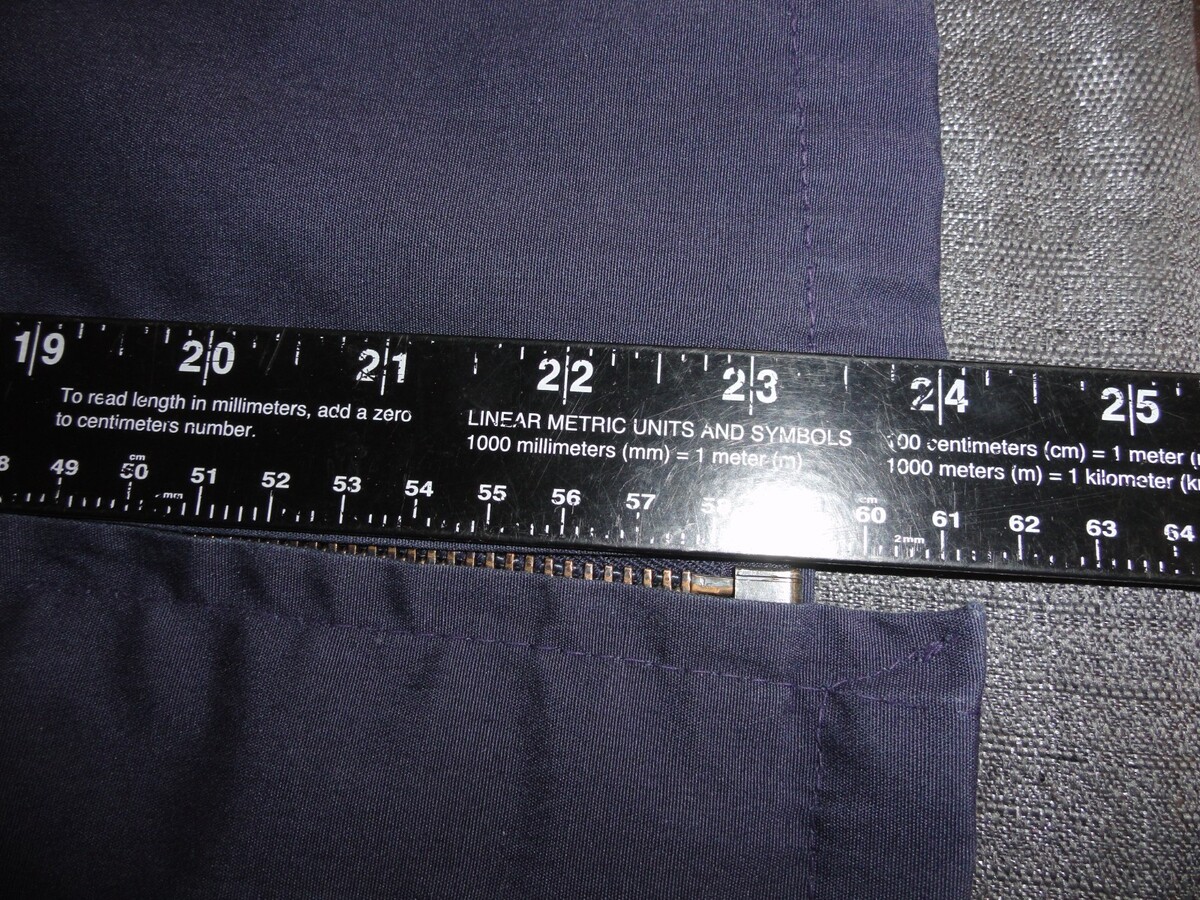 19 20 21 22 23 24 25
To read length in millimeters, add a zero
to centimeters number.
LINEAR METRIC UNITS AND SYMBOLS
1000 millimeters (mm) = 1 meter (m)
100 centimeters (cm) = 1 meter
1000 meters (m) = 1 kilometer
8 49 cm 50 51 52 53 54 55 56 57 58 cm 60 61 62 63 64
mm 2mm